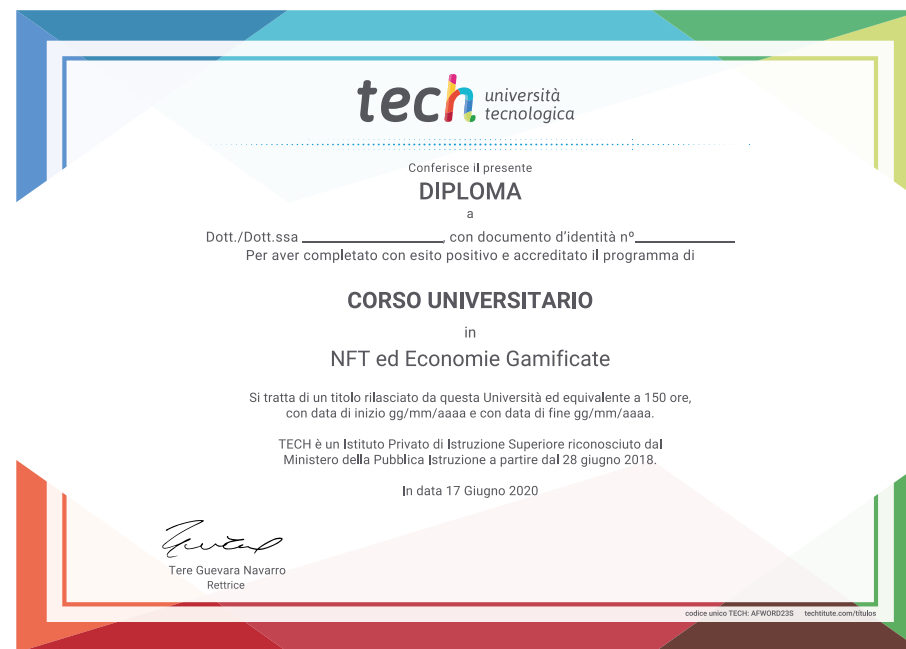 tech università
tecnologica
Conferisce il presente
DIPLOMA
a
Dott./Dott.ssa ____________________, con documento d'identità nº______________
Per aver completato con esito positivo e accreditato il programma di
CORSO UNIVERSITARIO
in
NFT ed Economie Gamificate
Si tratta di un titolo rilasciato da questa Università ed equivalente a 150 ore,
con data di inizio gg/mm/aaaa e con data di fine gg/mm/aaaa.
TECH è un Istituto Privato di Istruzione Superiore riconosciuto dal
Ministero della Pubblica Istruzione a partire dal 28 giugno 2018.
In data 17 Giugno 2020
Tere Guevara Navarro
Rettrice
codice unico TECH: AFWORD23S techtitute.com/títulos